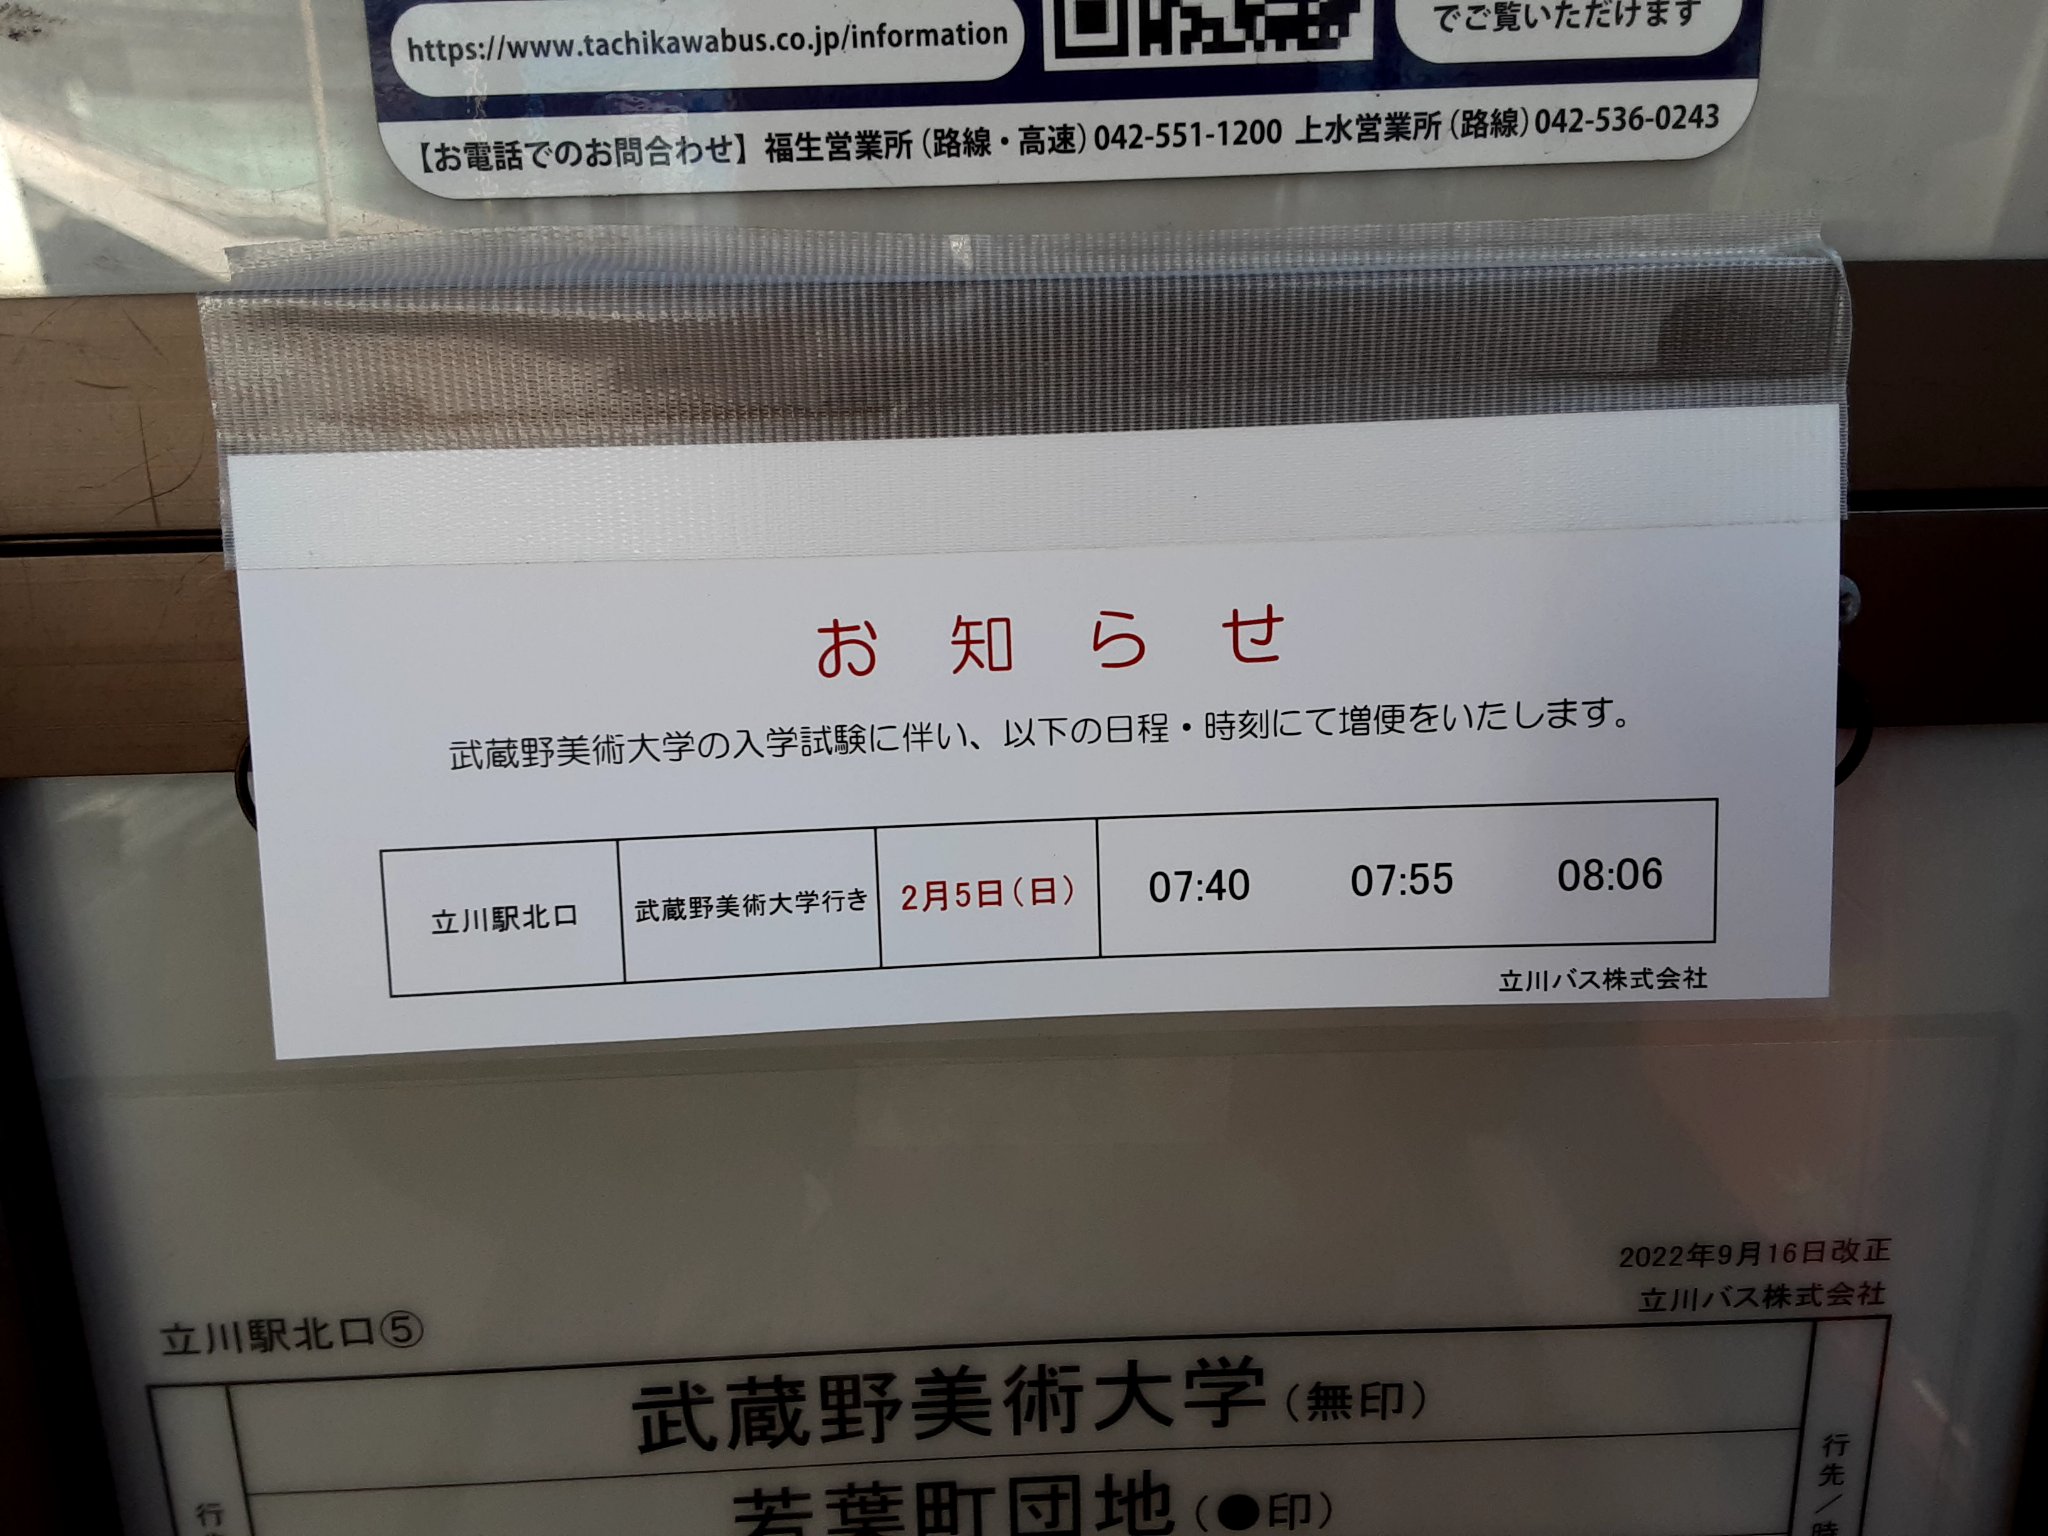 https://www.tachikawabus.co.jp/information
でご覧いただけます
【お電話でのお問合わせ】福生営業所（路線・高速）042-551-1200 上水営業所（路線）042-536-0243
お知らせ
武蔵野美術大学の入学試験に伴い、以下の日程・時刻にて増便をいたします。
立川駅北口 武蔵野美術大学行き 2月5日（日） 07:40 07:55 08:06
立川バス株式会社
2022年9月16日改正
立川バス株式会社
立川駅北口⑤
武蔵野美術大学（無印）
若葉町団地（●印）
行
行先／時